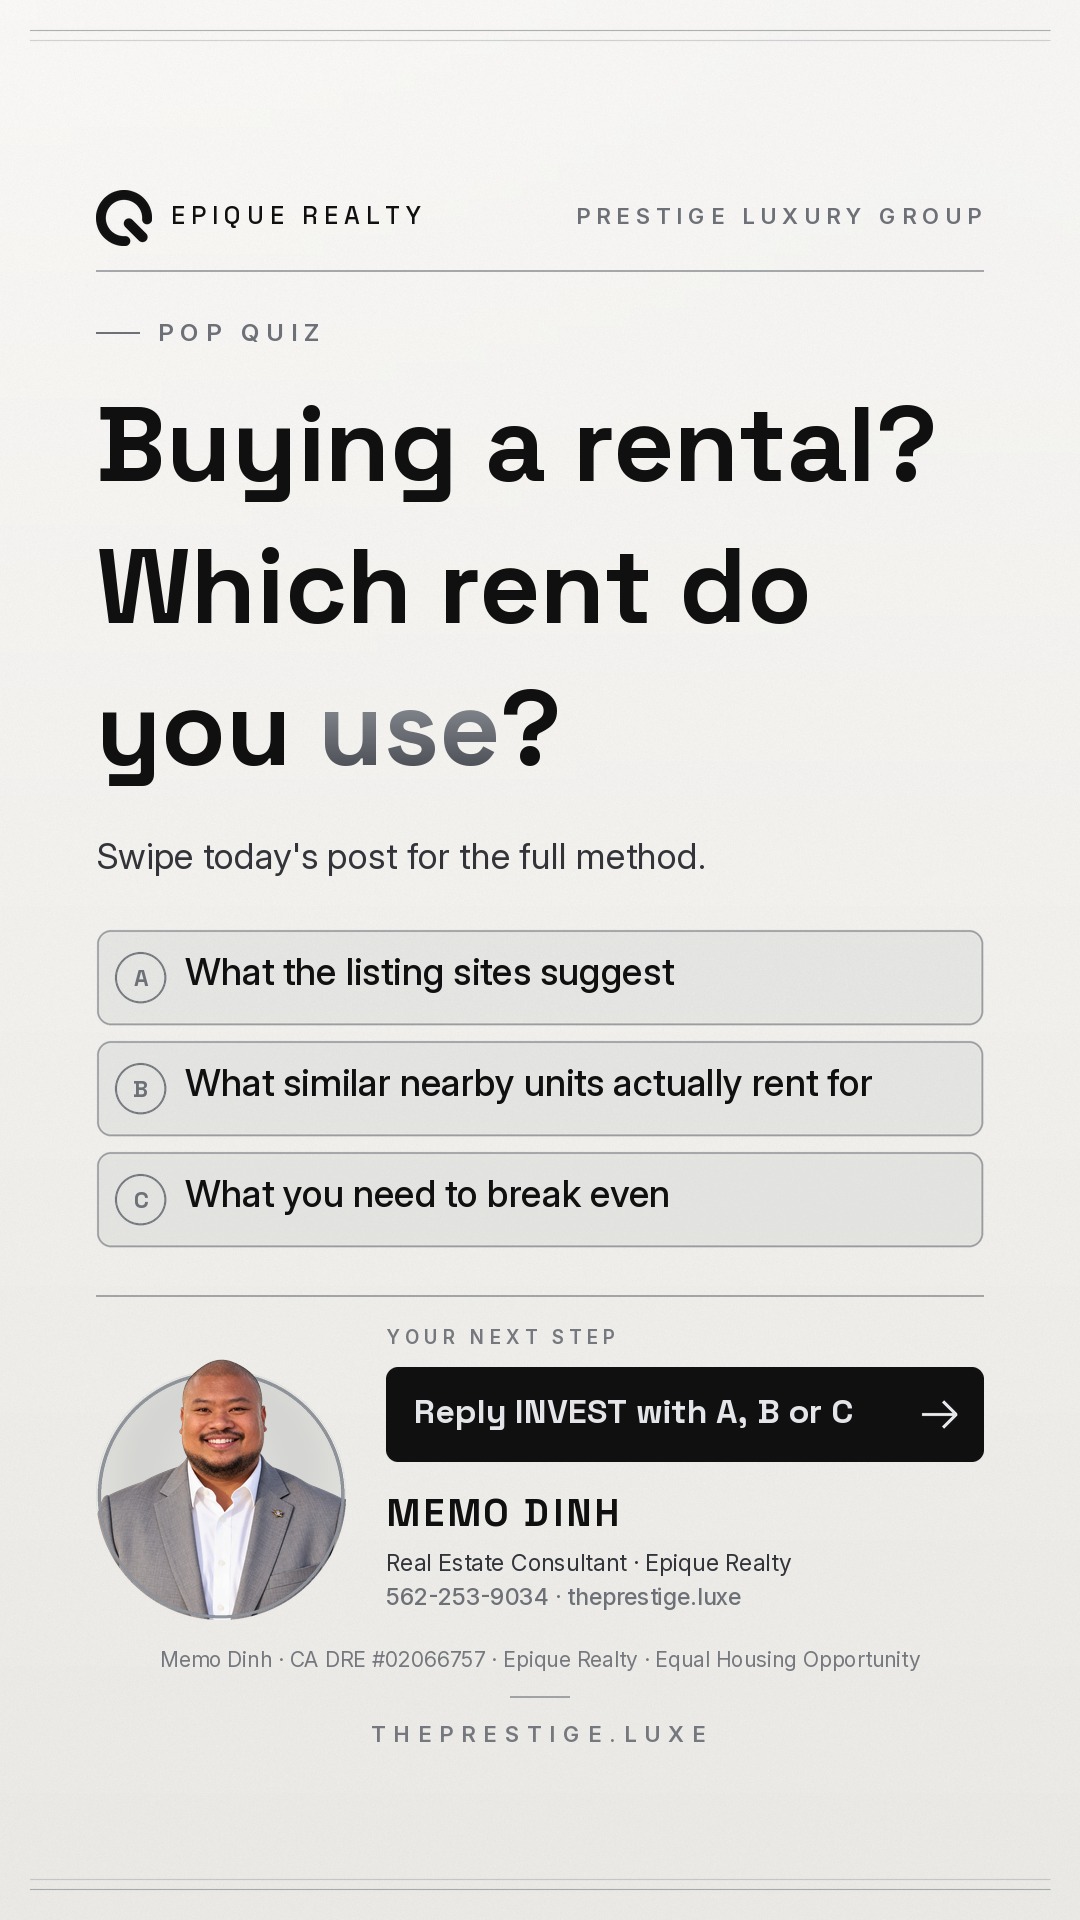 EPIQUE REALTY
PRESTIGE LUXURY GROUP
POP QUIZ
Buying a rental?
Which rent do
you use?
Swipe today's post for the full method.
A What the listing sites suggest
B What similar nearby units actually rent for
C What you need to break even
YOUR NEXT STEP
Reply INVEST with A, B or C
MEMO DINH
Real Estate Consultant · Epique Realty
562-253-9034 · theprestige.luxe
Memo Dinh · CA DRE #02066757 · Epique Realty · Equal Housing Opportunity
THEPRESTIGE.LUXE